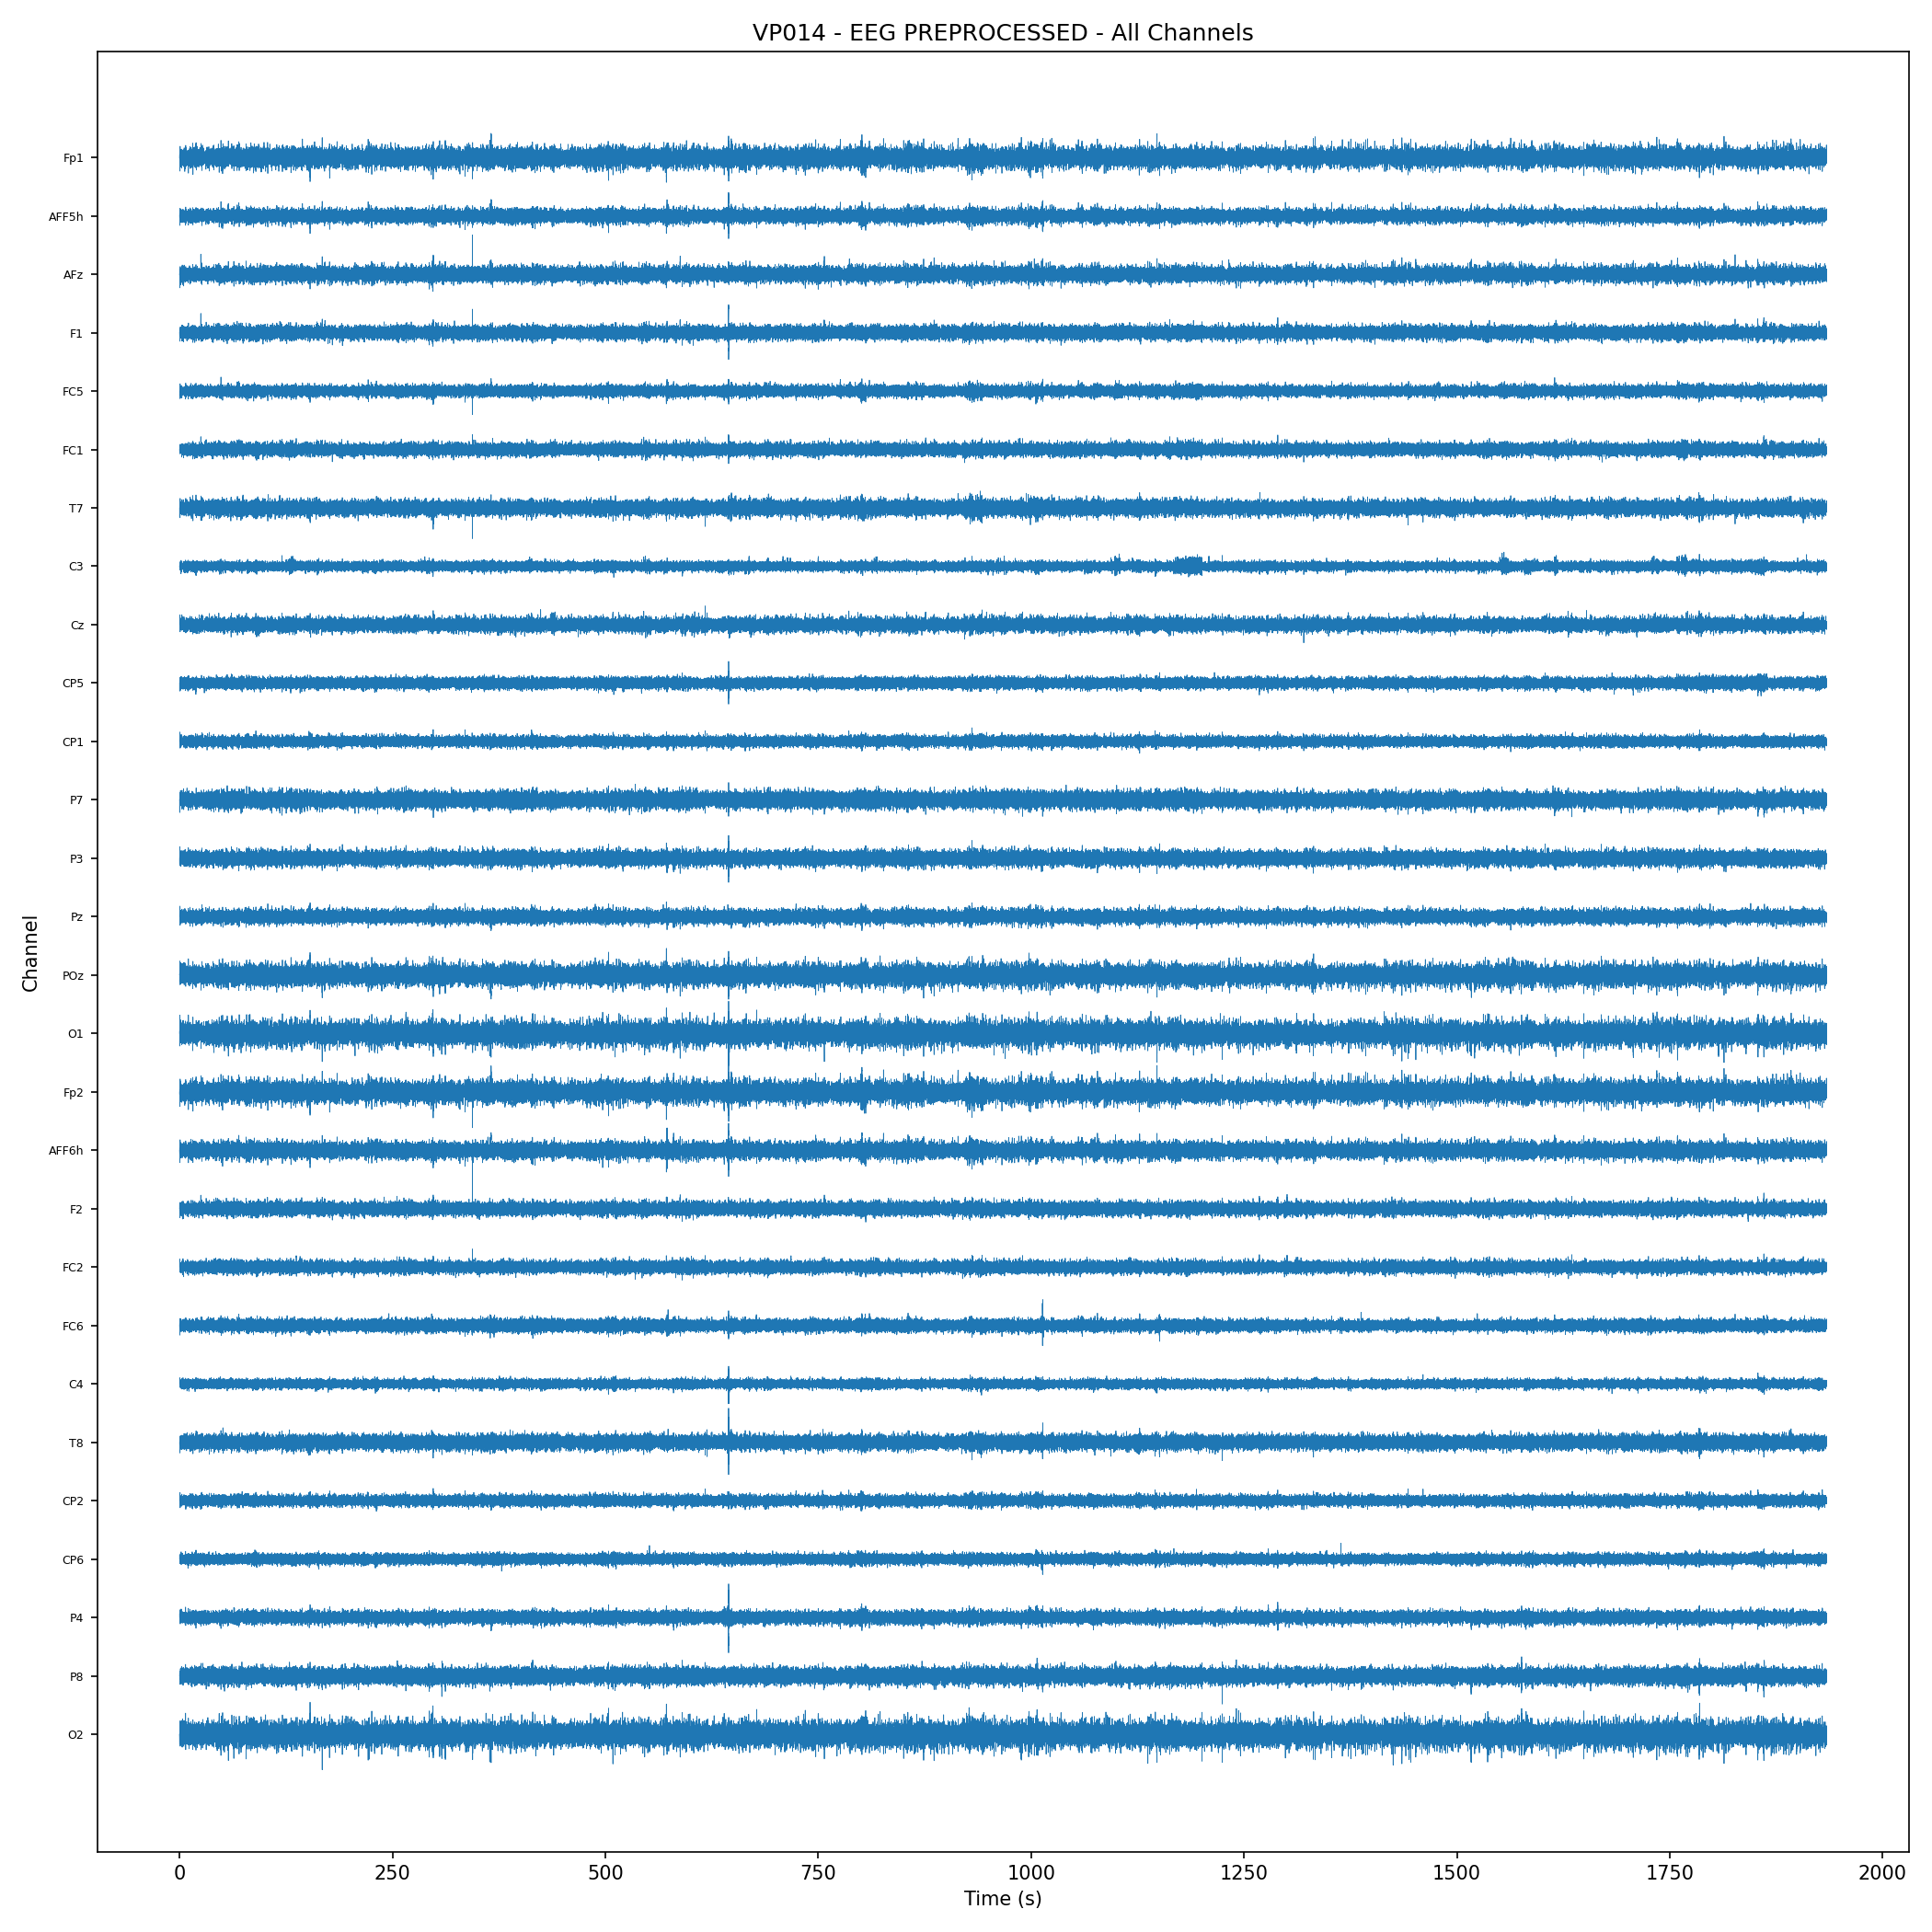 VP014 - EEG PREPROCESSED - All Channels
Channel
Fp1
AFF5h
AFz
F1
FC5
FC1
T7
C3
Cz
CP5
CP1
P7
P3
Pz
POz
O1
Fp2
AFF6h
F2
FC2
FC6
C4
T8
CP2
CP6
P4
P8
O2
0 250 500 750 1000 1250 1500 1750 2000
Time (s)